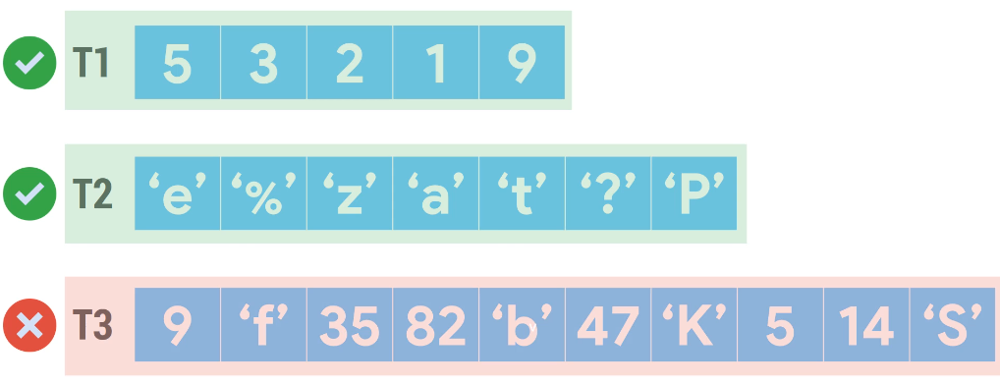 T1 5 3 2 1 9
T2 ‘e’ ‘%’ ‘z’ ‘a’ ‘t’ ‘?’ ‘P’
T3 9 ‘f’ 35 82 ‘b’ 47 ‘K’ 5 14 ‘S’